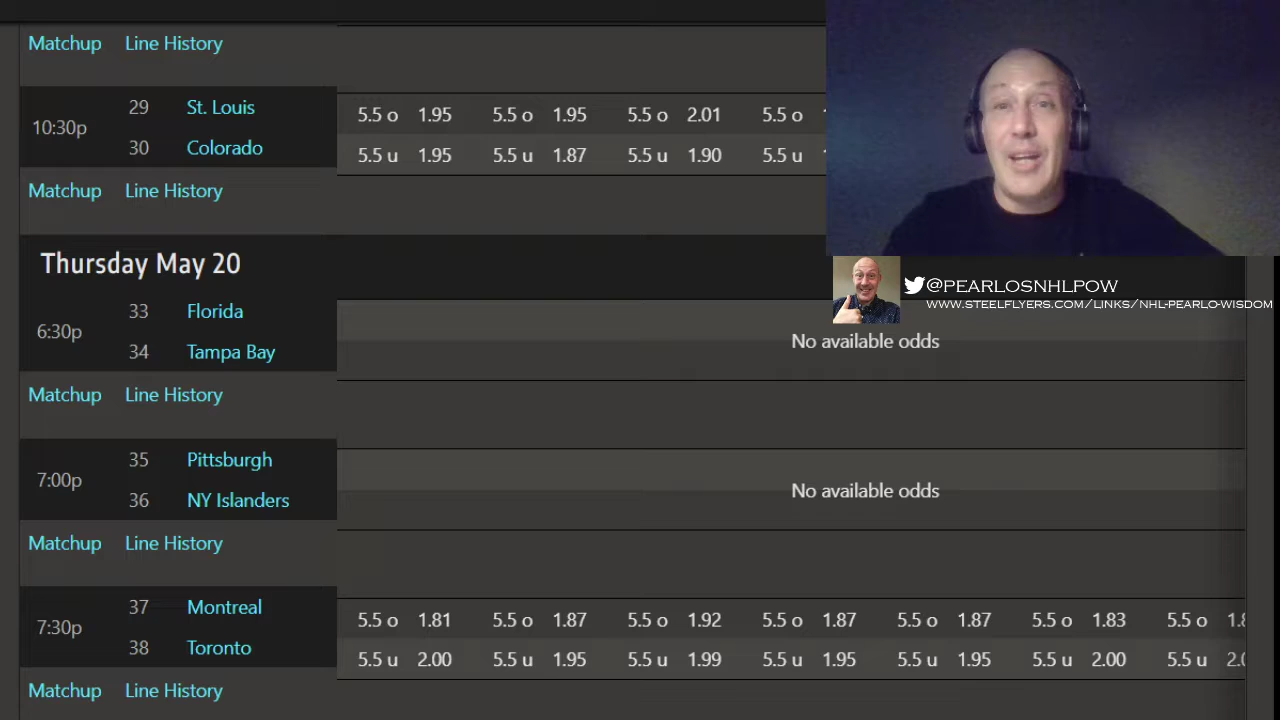 Matchup Line History
10:30p
29 St. Louis 5.5 o 1.95 5.5 o 1.95 5.5 o 2.01 5.5 o
30 Colorado 5.5 u 1.95 5.5 u 1.87 5.5 u 1.90 5.5 u
Matchup Line History
Thursday May 20
@PEARLOSNHLPOW
WWW.STEELFLYERS.COM/LINKS/NHL-PEARLO-WISDOM
6:30p
33 Florida
34 Tampa Bay
No available odds
Matchup Line History
7:00p
35 Pittsburgh
36 NY Islanders
No available odds
Matchup Line History
7:30p
37 Montreal 5.5 o 1.81 5.5 o 1.87 5.5 o 1.92 5.5 o 1.87 5.5 o 1.87 5.5 o 1.83 5.5 o
38 Toronto 5.5 u 2.00 5.5 u 1.95 5.5 u 1.99 5.5 u 1.95 5.5 u 1.95 5.5 u 2.00 5.5 u
Matchup Line History